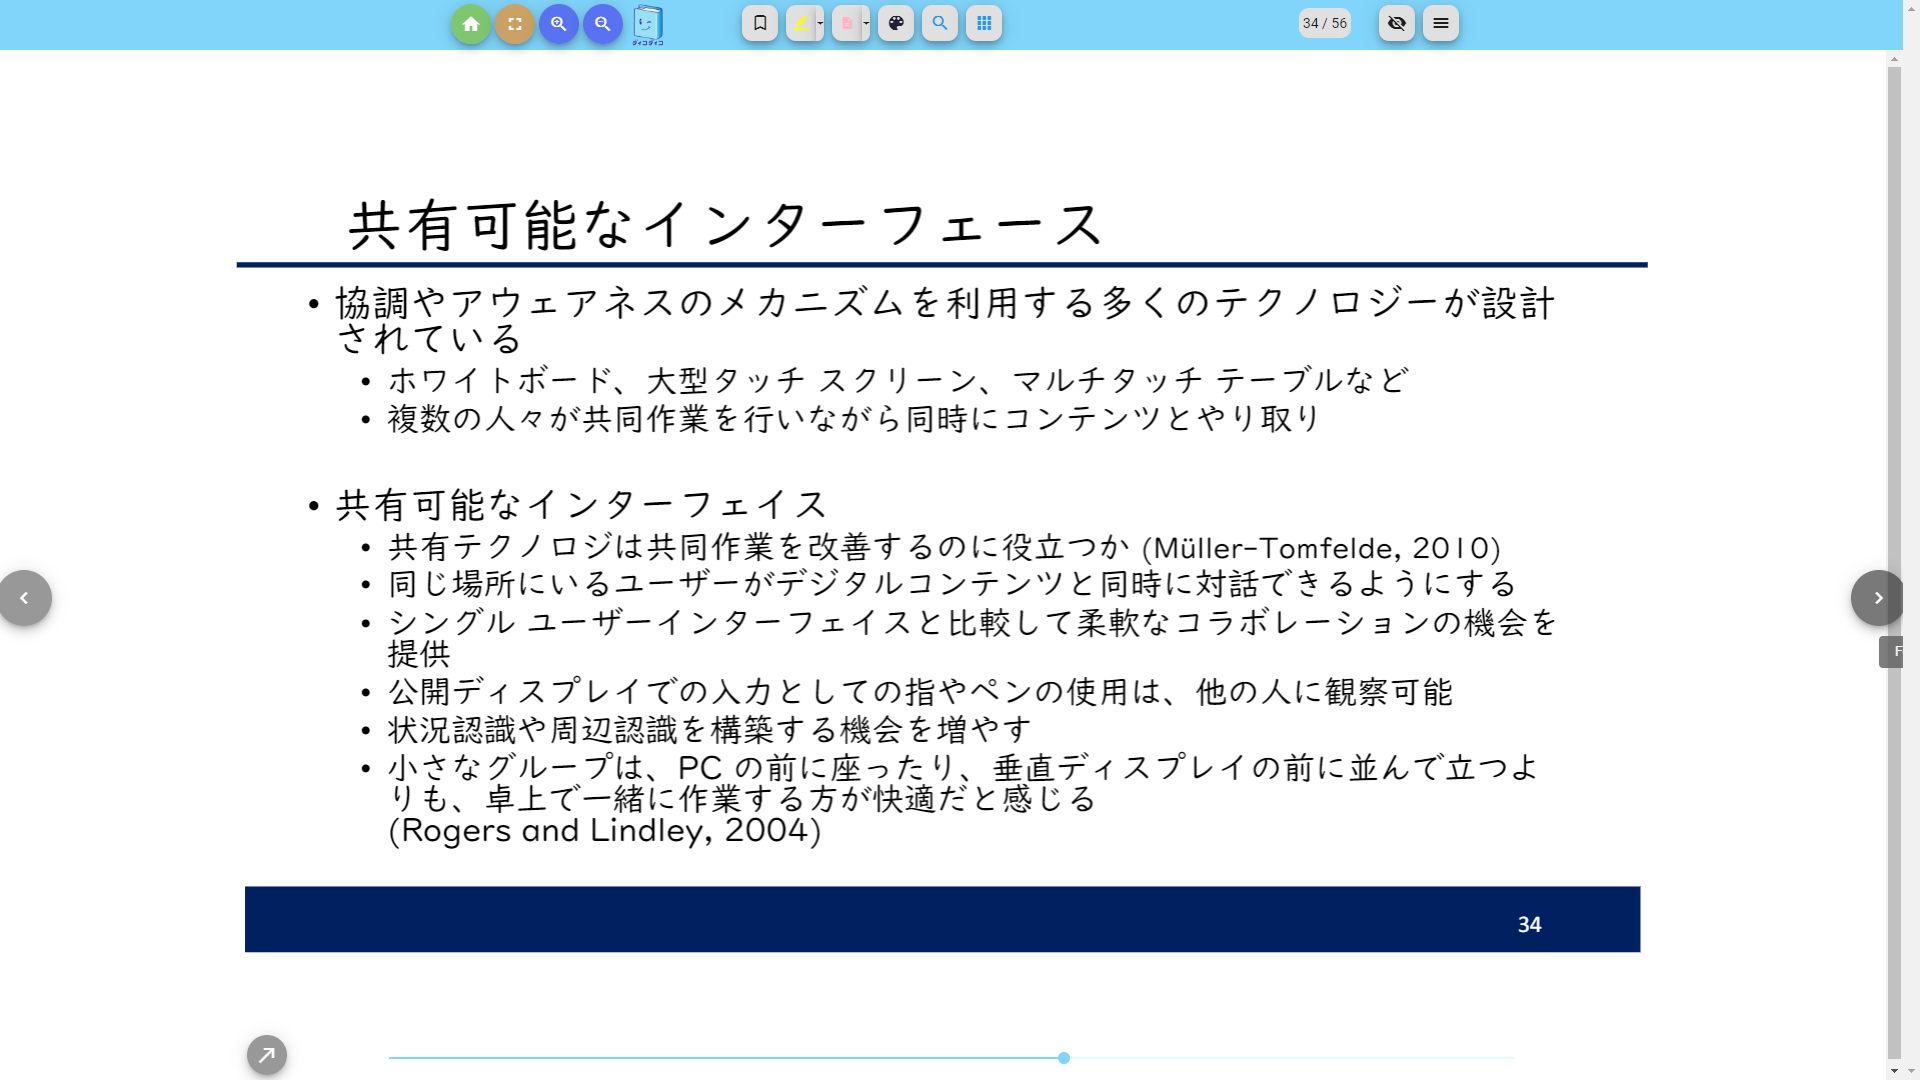 34 / 56
ダィコダィコ
共有可能なインターフェース
• 協調やアウェアネスのメカニズムを利用する多くのテクノロジーが設計
されている
• ホワイトボード、大型タッチ スクリーン、マルチタッチ テーブルなど
• 複数の人々が共同作業を行いながら同時にコンテンツとやり取り
• 共有可能なインターフェイス
• 共有テクノロジは共同作業を改善するのに役立つか (Müller-Tomfelde, 2010)
• 同じ場所にいるユーザーがデジタルコンテンツと同時に対話できるようにする
• シングル ユーザーインターフェイスと比較して柔軟なコラボレーションの機会を
提供
• 公開ディスプレイでの入力としての指やペンの使用は、他の人に観察可能
• 状況認識や周辺認識を構築する機会を増やす
• 小さなグループは、PC の前に座ったり、垂直ディスプレイの前に並んで立つよ
りも、卓上で一緒に作業する方が快適だと感じる
(Rogers and Lindley, 2004)
34
F